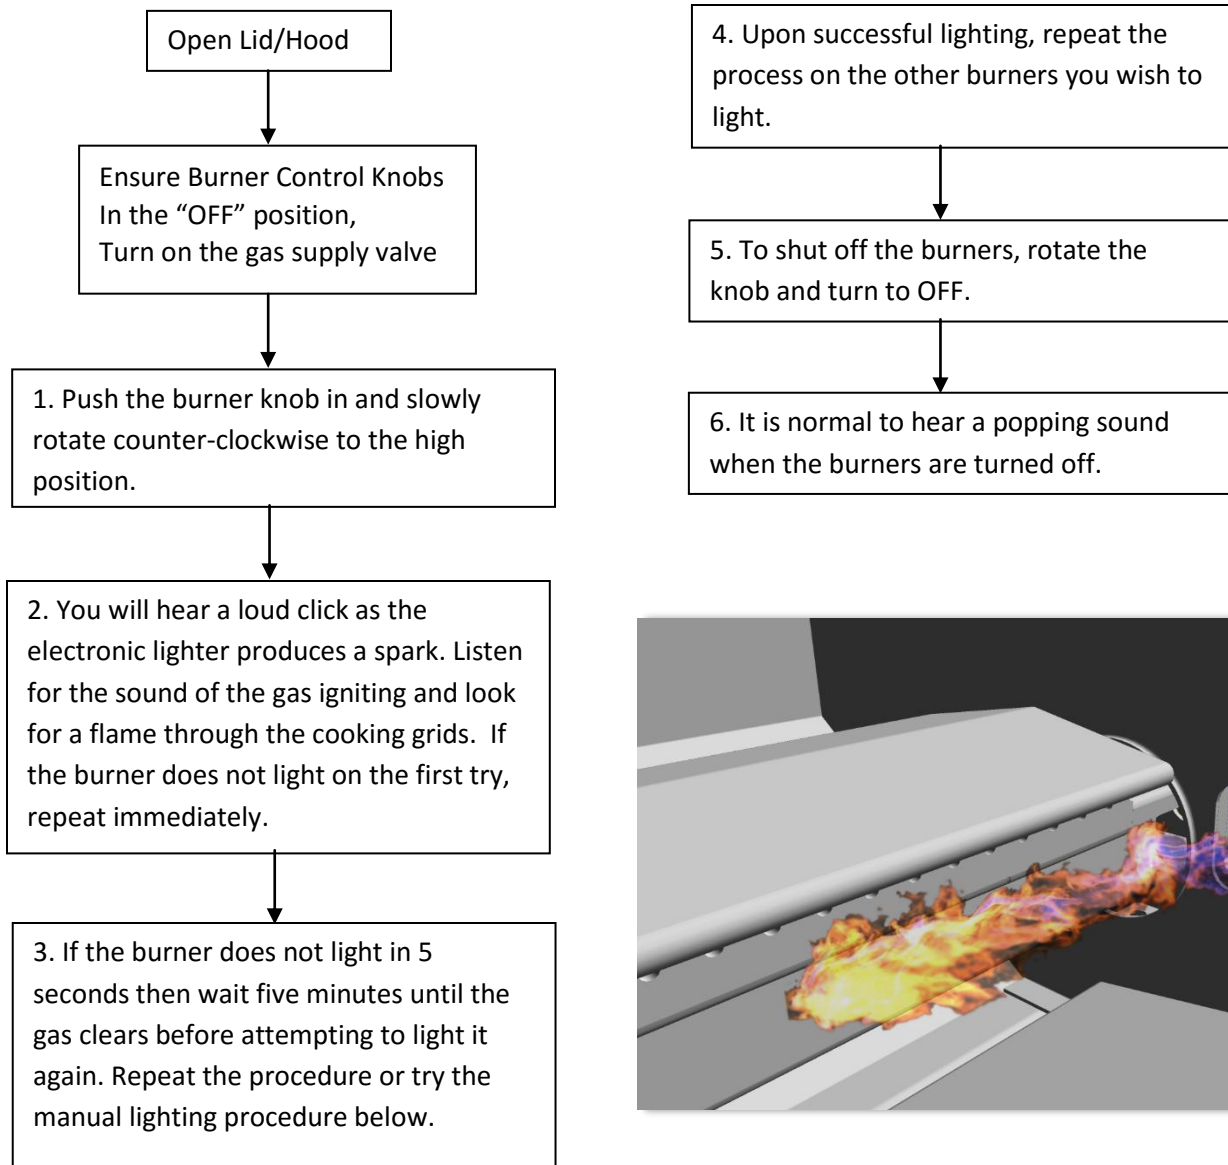 Open Lid/Hood
Ensure Burner Control Knobs
In the “OFF” position,
Turn on the gas supply valve
1. Push the burner knob in and slowly
rotate counter-clockwise to the high
position.
2. You will hear a loud click as the
electronic lighter produces a spark. Listen
for the sound of the gas igniting and look
for a flame through the cooking grids.  If
the burner does not light on the first try,
repeat immediately.
3. If the burner does not light in 5
seconds then wait five minutes until the
gas clears before attempting to light it
again. Repeat the procedure or try the
manual lighting procedure below.
4. Upon successful lighting, repeat the
process on the other burners you wish to
light.
5. To shut off the burners, rotate the
knob and turn to OFF.
6. It is normal to hear a popping sound
when the burners are turned off.